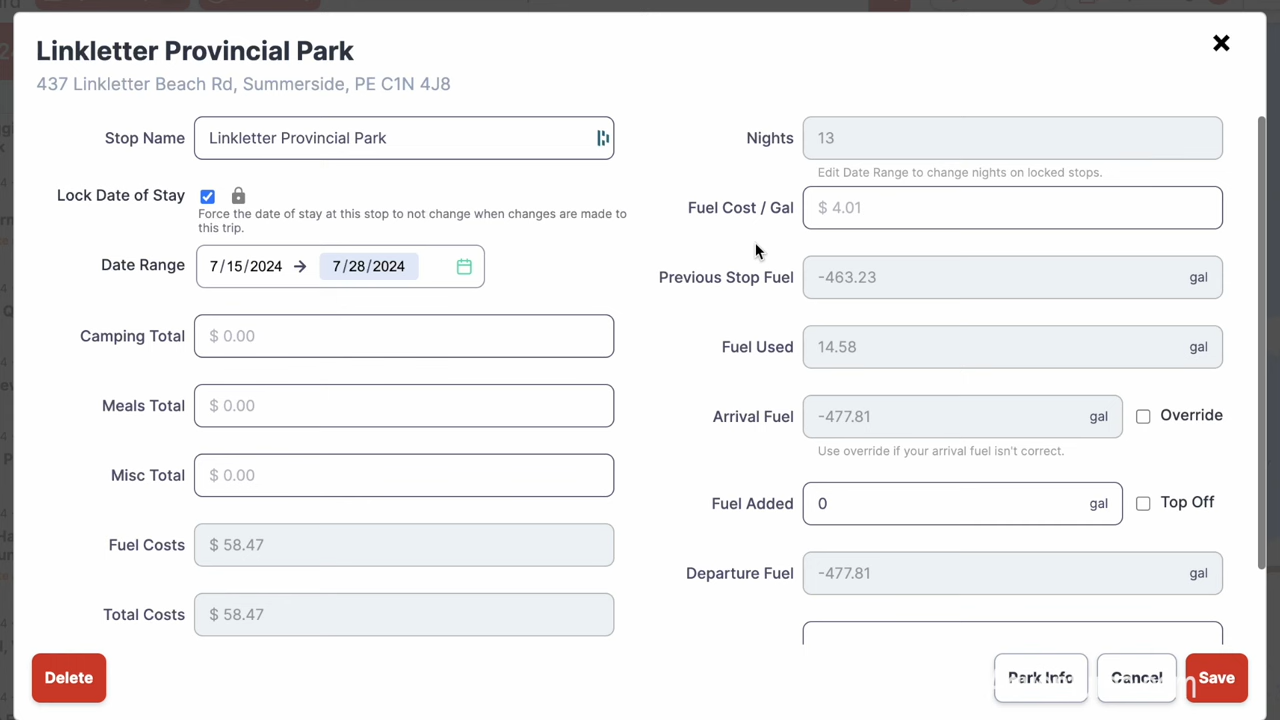 Linkletter Provincial Park
437 Linkletter Beach Rd, Summerside, PE C1N 4J8
Stop Name
Linkletter Provincial Park
Lock Date of Stay
Force the date of stay at this stop to not change when changes are made to
this trip.
Date Range
7/15/2024 → 7/28/2024
Camping Total
$ 0.00
Meals Total
$ 0.00
Misc Total
$ 0.00
Fuel Costs
$ 58.47
Total Costs
$ 58.47
Nights
13
Edit Date Range to change nights on locked stops.
Fuel Cost / Gal
$ 4.01
Previous Stop Fuel
-463.23 gal
Fuel Used
14.58 gal
Arrival Fuel
-477.81 gal
Override
Use override if your arrival fuel isn't correct.
Fuel Added
0 gal
Top Off
Departure Fuel
-477.81 gal
Delete
Park Info
Cancel
Save